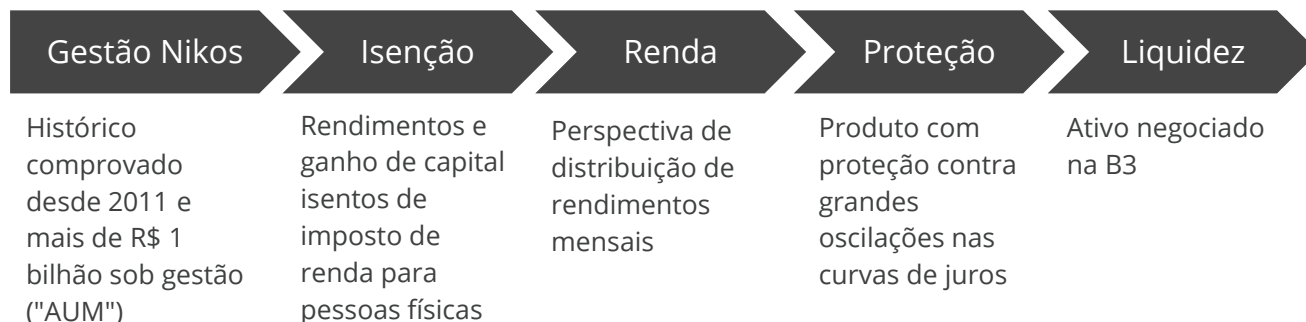 Gestão Nikos
Isenção
Renda
Proteção
Liquidez
Histórico
comprovado
desde 2011 e
mais de R$ 1
bilhão sob gestão
("AUM")
Rendimentos e
ganho de capital
isentos de
imposto de
renda para
pessoas físicas
Perspectiva de
distribuição de
rendimentos
mensais
Produto com
proteção contra
grandes
oscilações nas
curvas de juros
Ativo negociado
na B3